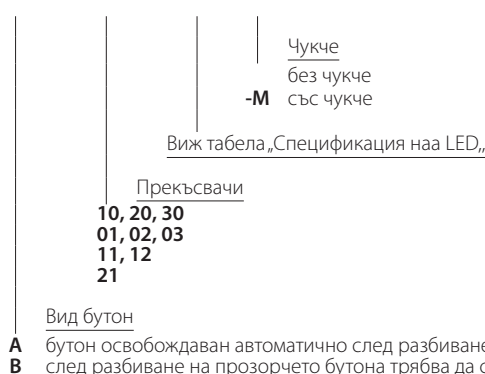 Чукче
без чукче
-M със чукче
Виж табела „Спецификация наа LED„
Прекъсвачи
10, 20, 30
01, 02, 03
11, 12
21
Вид бутон
A бутон освобождаван автоматично след разбиване
B след разбиване на прозорчето бутона трябва да